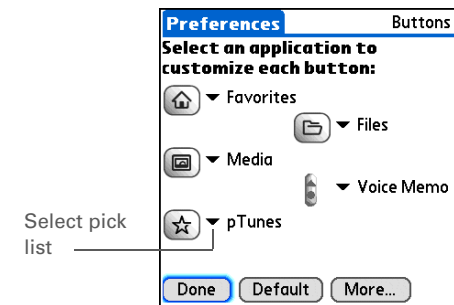 Preferences Buttons
Select an application to
customize each button:
Favorites
Files
Media
Voice Memo
Select pick
list
pTunes
Done Default More...